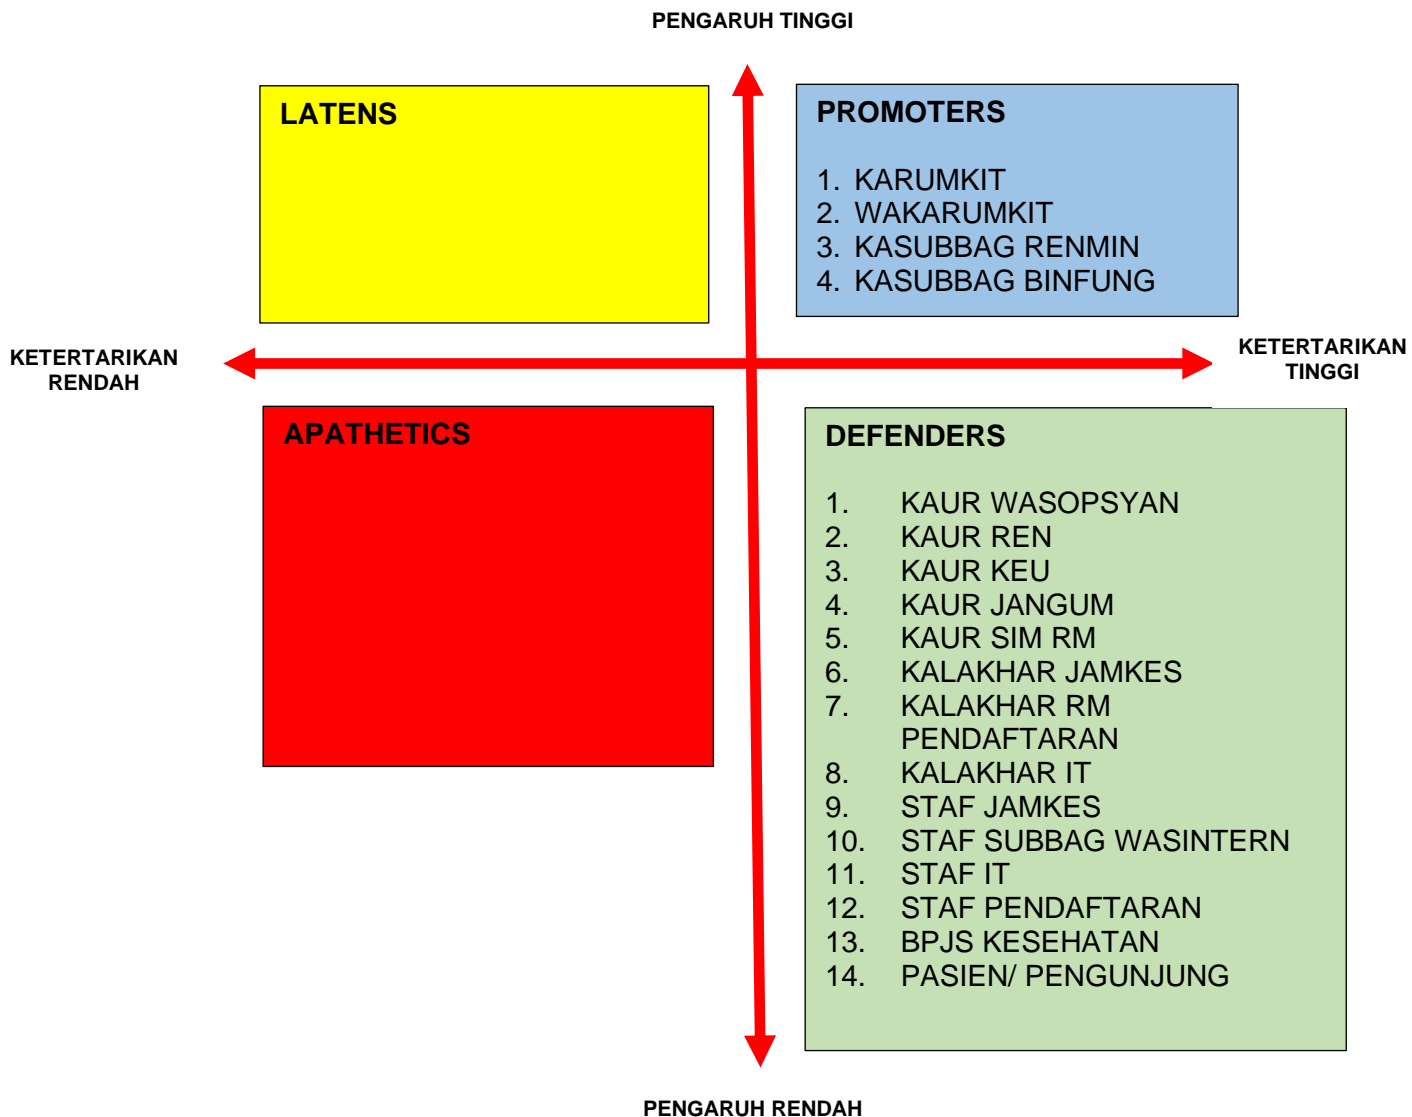 PENGARUH TINGGI
LATENS
PROMOTERS
1. KARUMKIT
2. WAKARUMKIT
3. KASUBBAG RENMIN
4. KASUBBAG BINFUNG
KETERTARIKAN
RENDAH
KETERTARIKAN
TINGGI
APATHETICS
DEFENDERS
1. KAUR WASOPSYAN
2. KAUR REN
3. KAUR KEU
4. KAUR JANGUM
5. KAUR SIM RM
6. KALAKHAR JAMKES
7. KALAKHAR RM
PENDAFTARAN
8. KALAKHAR IT
9. STAF JAMKES
10. STAF SUBBAG WASINTERN
11. STAF IT
12. STAF PENDAFTARAN
13. BPJS KESEHATAN
14. PASIEN/ PENGUNJUNG
PENGARUH RENDAH